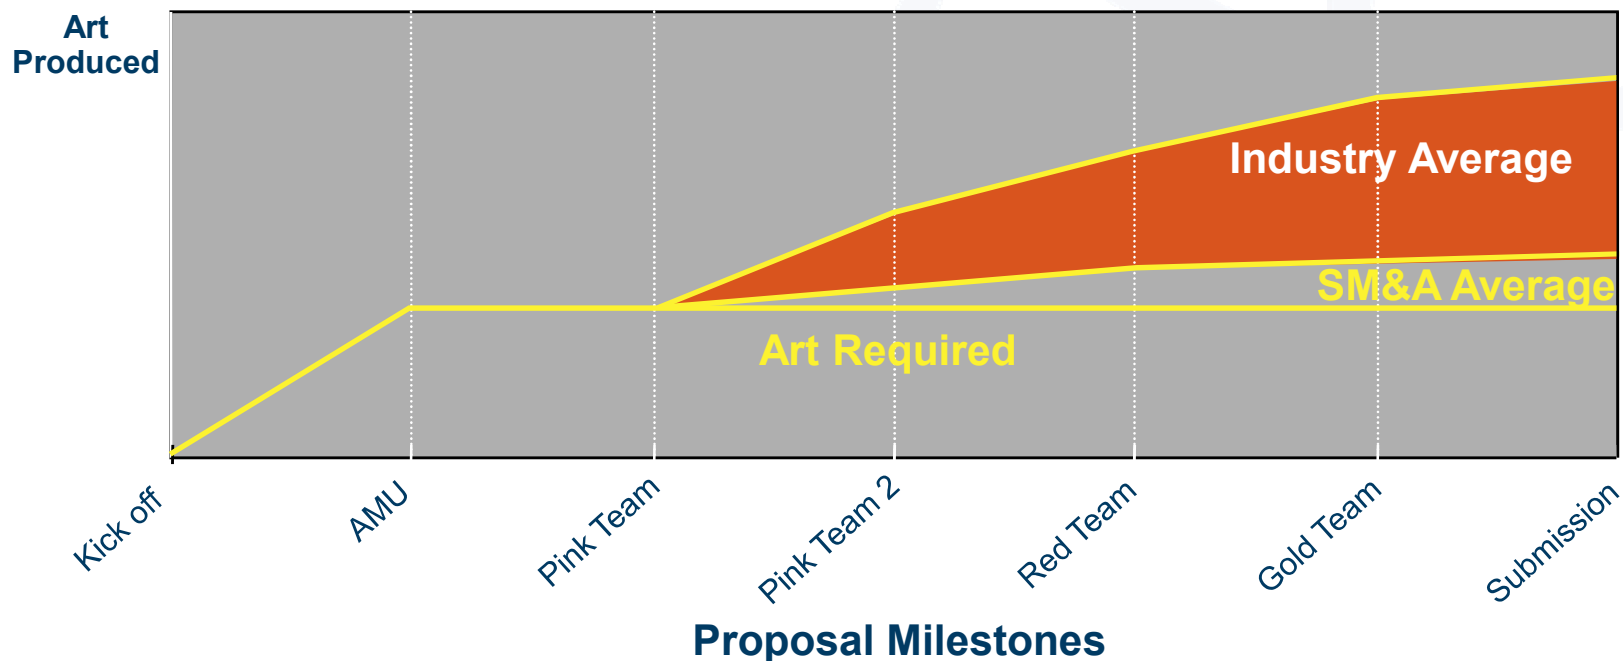 Art
Produced
Industry Average
SM&A Average
Art Required
Kick off
AMU
Pink Team
Pink Team 2
Red Team
Gold Team
Submission
Proposal Milestones